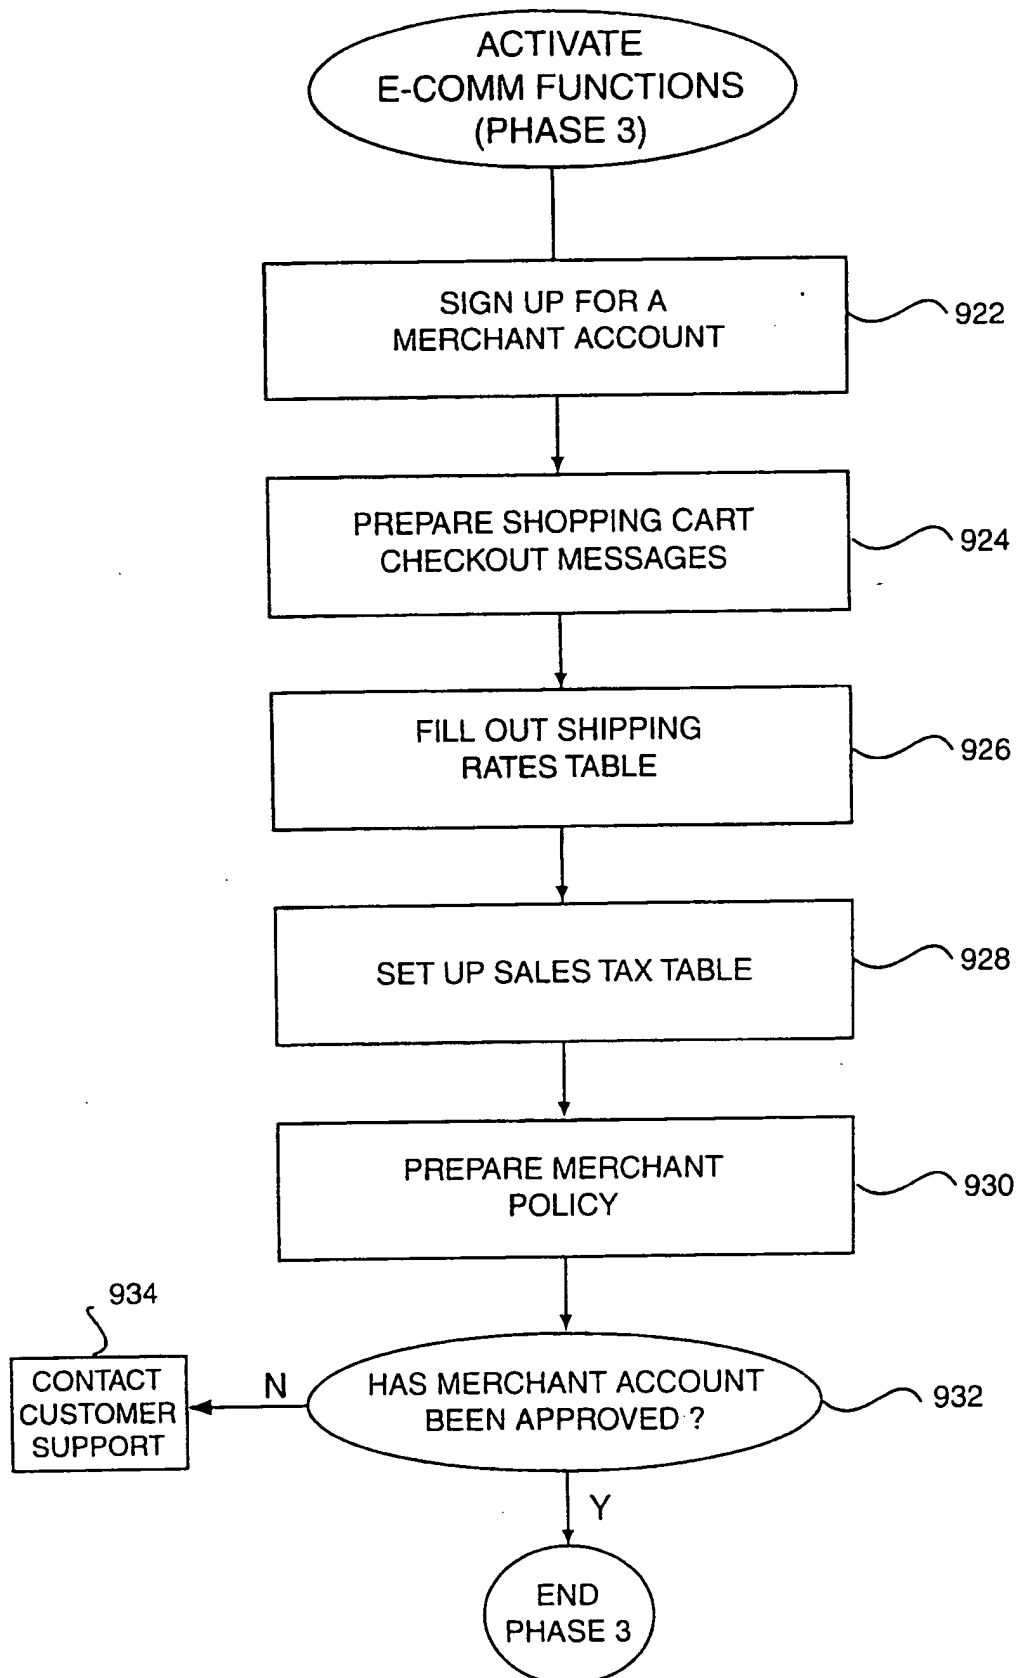 ACTIVATE
E-COMM FUNCTIONS
(PHASE 3)
SIGN UP FOR A
MERCHANT ACCOUNT
922
PREPARE SHOPPING CART
CHECKOUT MESSAGES
924
FILL OUT SHIPPING
RATES TABLE
926
SET UP SALES TAX TABLE
928
PREPARE MERCHANT
POLICY
930
HAS MERCHANT ACCOUNT
BEEN APPROVED ?
932
N
934
CONTACT
CUSTOMER
SUPPORT
Y
END
PHASE 3